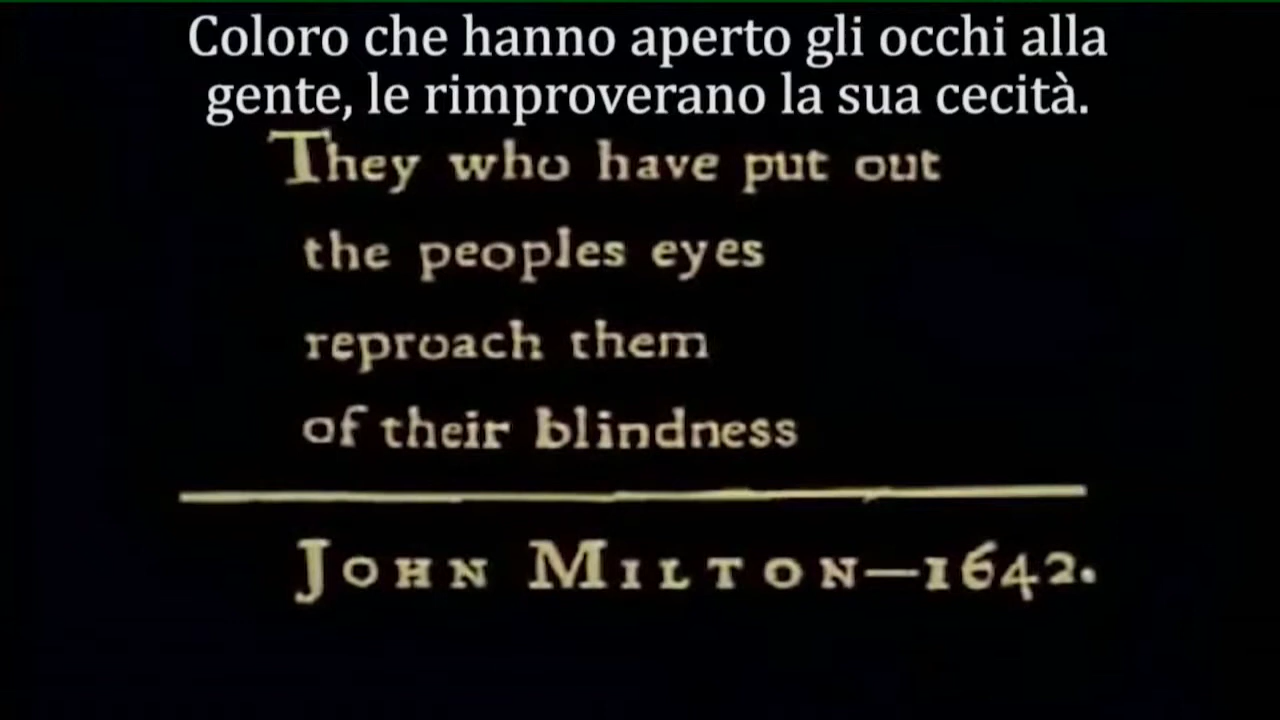 Coloro che hanno aperto gli occhi alla
gente, le rimproverano la sua cecità.
They who have put out
the peoples eyes
reproach them
of their blindness
JOHN MILTON—1642.